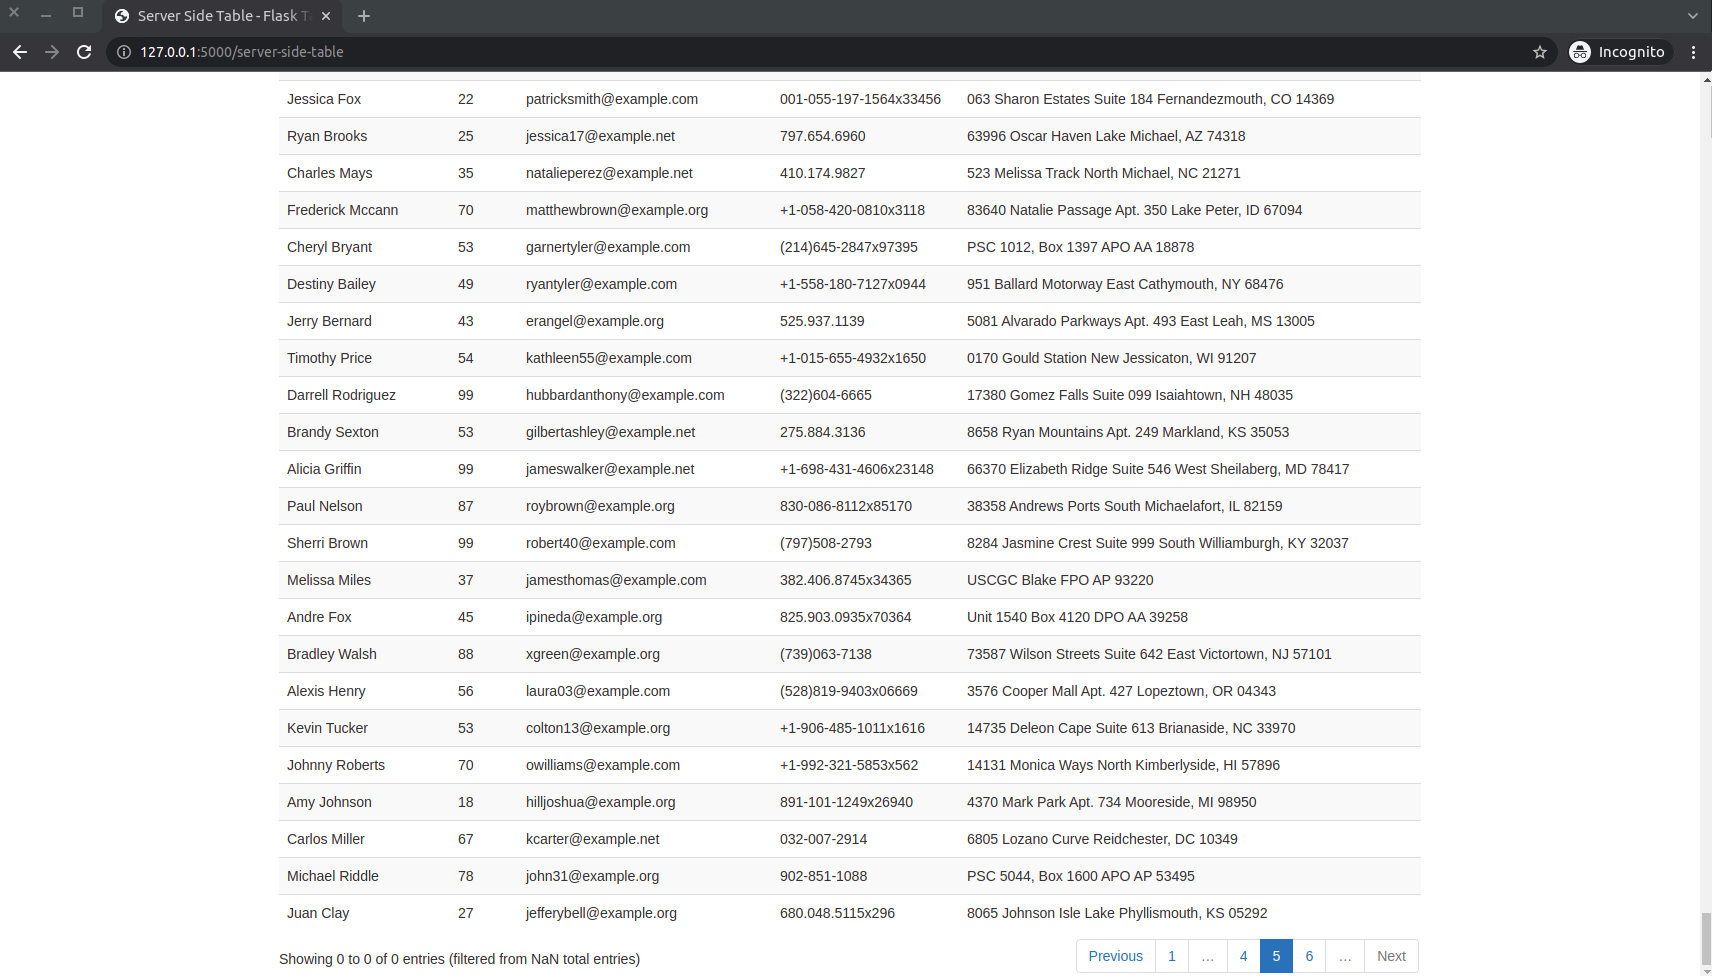 Server Side Table - Flask T
127.0.0.1:5000/server-side-table Incognito
Jessica Fox 22 patricksmith@example.com 001-055-197-1564x33456 063 Sharon Estates Suite 184 Fernandezmouth, CO 14369
Ryan Brooks 25 jessica17@example.net 797.654.6960 63996 Oscar Haven Lake Michael, AZ 74318
Charles Mays 35 natalieperez@example.net 410.174.9827 523 Melissa Track North Michael, NC 21271
Frederick Mccann 70 matthewbrown@example.org +1-058-420-0810x3118 83640 Natalie Passage Apt. 350 Lake Peter, ID 67094
Cheryl Bryant 53 garnertyler@example.com (214)645-2847x97395 PSC 1012, Box 1397 APO AA 18878
Destiny Bailey 49 ryantyler@example.com +1-558-180-7127x0944 951 Ballard Motorway East Cathymouth, NY 68476
Jerry Bernard 43 erangel@example.org 525.937.1139 5081 Alvarado Parkways Apt. 493 East Leah, MS 13005
Timothy Price 54 kathleen55@example.com +1-015-655-4932x1650 0170 Gould Station New Jessicaton, WI 91207
Darrell Rodriguez 99 hubbardanthony@example.com (322)604-6665 17380 Gomez Falls Suite 099 Isaiahtown, NH 48035
Brandy Sexton 53 gilbertashley@example.net 275.884.3136 8658 Ryan Mountains Apt. 249 Markland, KS 35053
Alicia Griffin 99 jameswalker@example.net +1-698-431-4606x23148 66370 Elizabeth Ridge Suite 546 West Sheilaberg, MD 78417
Paul Nelson 87 roybrown@example.org 830-086-8112x85170 38358 Andrews Ports South Michaelafort, IL 82159
Sherri Brown 99 robert40@example.com (797)508-2793 8284 Jasmine Crest Suite 999 South Williamburgh, KY 32037
Melissa Miles 37 jamesthomas@example.com 382.406.8745x34365 USCGC Blake FPO AP 93220
Andre Fox 45 ipineda@example.org 825.903.0935x70364 Unit 1540 Box 4120 DPO AA 39258
Bradley Walsh 88 xgreen@example.org (739)063-7138 73587 Wilson Streets Suite 642 East Victortown, NJ 57101
Alexis Henry 56 laura03@example.com (528)819-9403x06669 3576 Cooper Mall Apt. 427 Lopeztown, OR 04343
Kevin Tucker 53 colton13@example.org +1-906-485-1011x1616 14735 Deleon Cape Suite 613 Brianaside, NC 33970
Johnny Roberts 70 owilliams@example.com +1-992-321-5853x562 14131 Monica Ways North Kimberlyside, HI 57896
Amy Johnson 18 hilljoshua@example.org 891-101-1249x26940 4370 Mark Park Apt. 734 Mooreside, MI 98950
Carlos Miller 67 kcarter@example.net 032-007-2914 6805 Lozano Curve Reidchester, DC 10349
Michael Riddle 78 john31@example.org 902-851-1088 PSC 5044, Box 1600 APO AP 53495
Juan Clay 27 jefferybell@example.org 680.048.5115x296 8065 Johnson Isle Lake Phyllismouth, KS 05292
Showing 0 to 0 of 0 entries (filtered from NaN total entries) Previous 1 … 4 5 6 … Next